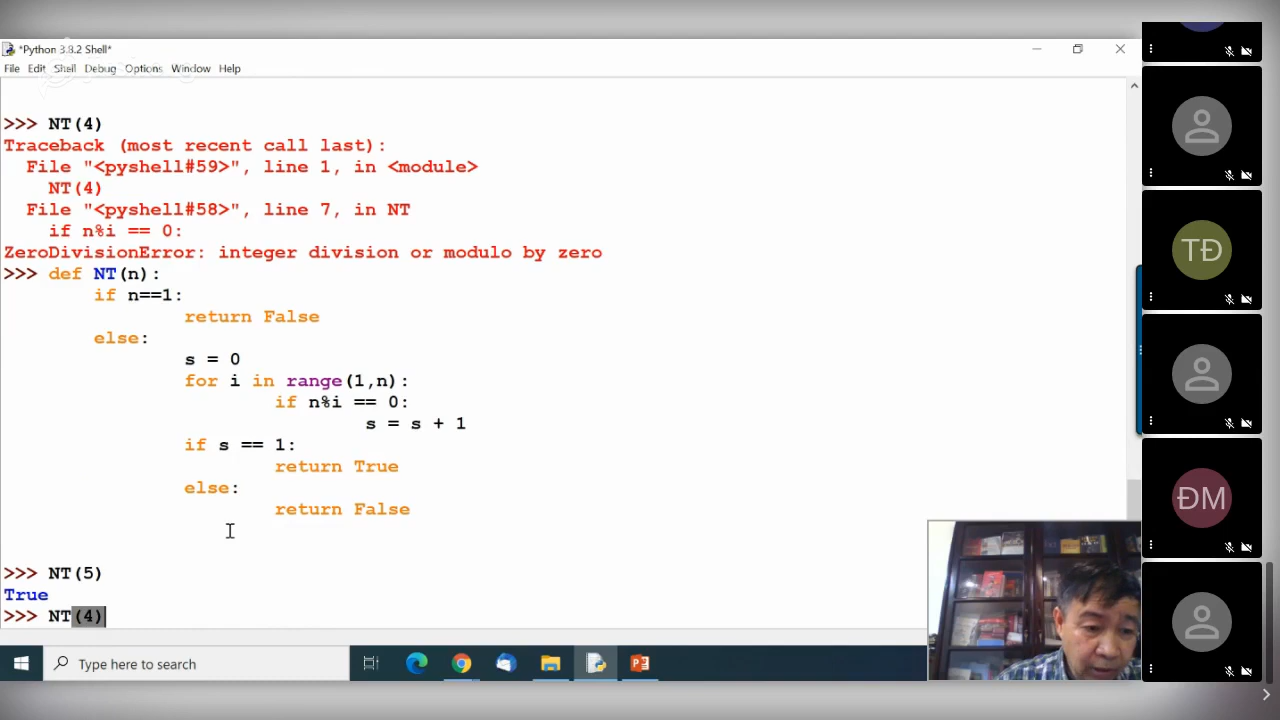 *Python 3.8.2 Shell*
File Edit Shell Debug Options Window Help
>>> NT(4)
Traceback (most recent call last):
  File "<pyshell#59>", line 1, in <module>
    NT(4)
  File "<pyshell#58>", line 7, in NT
    if n%i == 0:
ZeroDivisionError: integer division or modulo by zero
>>> def NT(n):
        if n==1:
                return False
        else:
                s = 0
                for i in range(1,n):
                        if n%i == 0:
                                s = s + 1
                if s == 1:
                        return True
                else:
                        return False
>>> NT(5)
True
>>> NT(4)
Type here to search
TĐ
ĐM